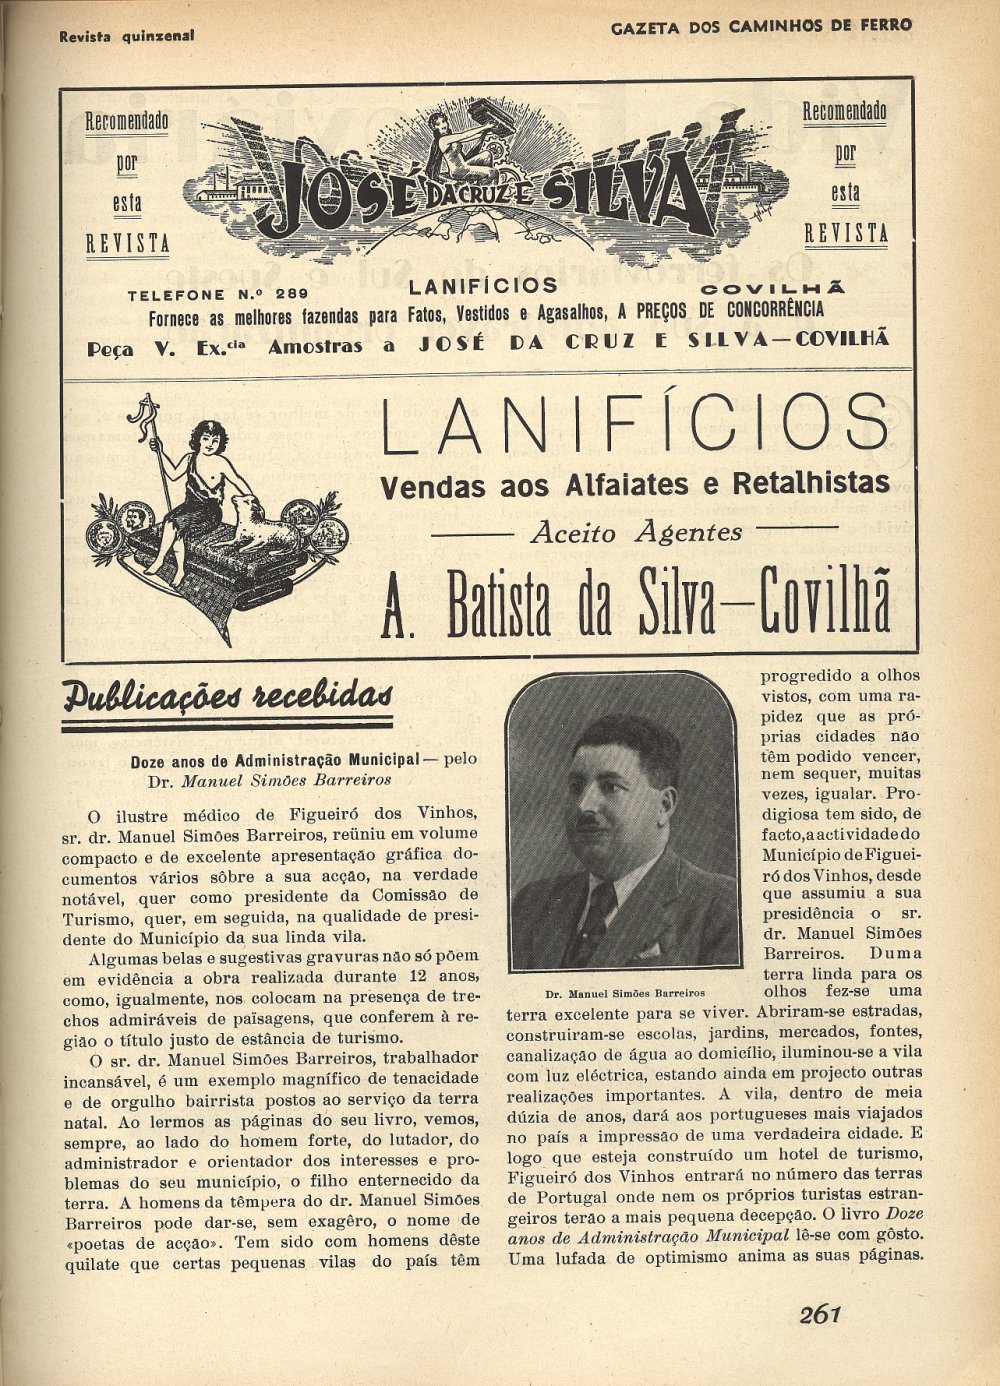 Revista quinzenal
GAZETA DOS CAMINHOS DE FERRO
Recomendado
por
esta
REVISTA
JOSÉ DA CRUZ E SILVA
Recomendado
por
esta
REVISTA
TELEFONE N.º 289
LANIFÍCIOS
COVILHÃ
Fornece as melhores fazendas para Fatos, Vestidos e Agasalhos, A PREÇOS DE CONCORRÊNCIA
Peça V. Ex.cia Amostras a JOSÉ DA CRUZ E SILVA—COVILHÃ
LANIFÍCIOS
Vendas aos Alfaiates e Retalhistas
Aceito Agentes
A. Batista da Silva—Covilhã
Publicações recebidas
Doze anos de Administração Municipal — pelo
Dr. Manuel Simões Barreiros
O ilustre médico de Figueiró dos Vinhos,
sr. dr. Manuel Simões Barreiros, reüniu em volume
compacto e de excelente apresentação gráfica do-
cumentos vários sôbre a sua acção, na verdade
notável, quer como presidente da Comissão de
Turismo, quer, em seguida, na qualidade de presi-
dente do Município da sua linda vila.
Algumas belas e sugestivas gravuras não só põem
em evidência a obra realizada durante 12 anos,
como, igualmente, nos colocam na presença de tre-
chos admiráveis de païsagens, que conferem à re-
gião o título justo de estância de turismo.
O sr. dr. Manuel Simões Barreiros, trabalhador
incansável, é um exemplo magnífico de tenacidade
e de orgulho bairrista postos ao serviço da terra
natal. Ao lermos as páginas do seu livro, vemos,
sempre, ao lado do homem forte, do lutador, do
administrador e orientador dos interesses e pro-
blemas do seu município, o filho enternecido da
terra. A homens da têmpera do dr. Manuel Simões
Barreiros pode dar-se, sem exagêro, o nome de
«poetas de acção». Tem sido com homens dêste
quilate que certas pequenas vilas do país têm
Dr. Manuel Simões Barreiros
progredido a olhos
vistos, com uma ra-
pidez que as pró-
prias cidades não
têm podido vencer,
nem sequer, muitas
vezes, igualar. Pro-
digiosa tem sido, de
facto, a actividade do
Município de Figuei-
ró dos Vinhos, desde
que assumiu a sua
presidência o sr.
dr. Manuel Simões
Barreiros. Duma
terra linda para os
olhos fez-se uma
terra excelente para se viver. Abriram-se estradas,
construiram-se escolas, jardins, mercados, fontes,
canalização de água ao domicílio, iluminou-se a vila
com luz eléctrica, estando ainda em projecto outras
realizações importantes. A vila, dentro de meia
dúzia de anos, dará aos portugueses mais viajados
no país a impressão de uma verdadeira cidade. E
logo que esteja construído um hotel de turismo,
Figueiró dos Vinhos entrará no número das terras
de Portugal onde nem os próprios turistas estran-
geiros terão a mais pequena decepção. O livro Doze
anos de Administração Municipal lê-se com gôsto.
Uma lufada de optimismo anima as suas páginas.
261